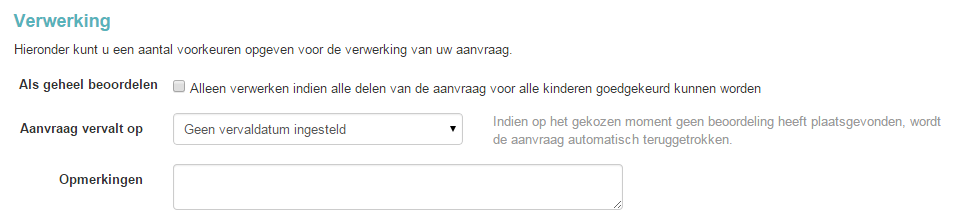 Verwerking
Hieronder kunt u een aantal voorkeuren opgeven voor de verwerking van uw aanvraag.
Als geheel beoordelen Alleen verwerken indien alle delen van de aanvraag voor alle kinderen goedgekeurd kunnen worden
Aanvraag vervalt op Geen vervaldatum ingesteld
Indien op het gekozen moment geen beoordeling heeft plaatsgevonden, wordt
de aanvraag automatisch teruggetrokken.
Opmerkingen